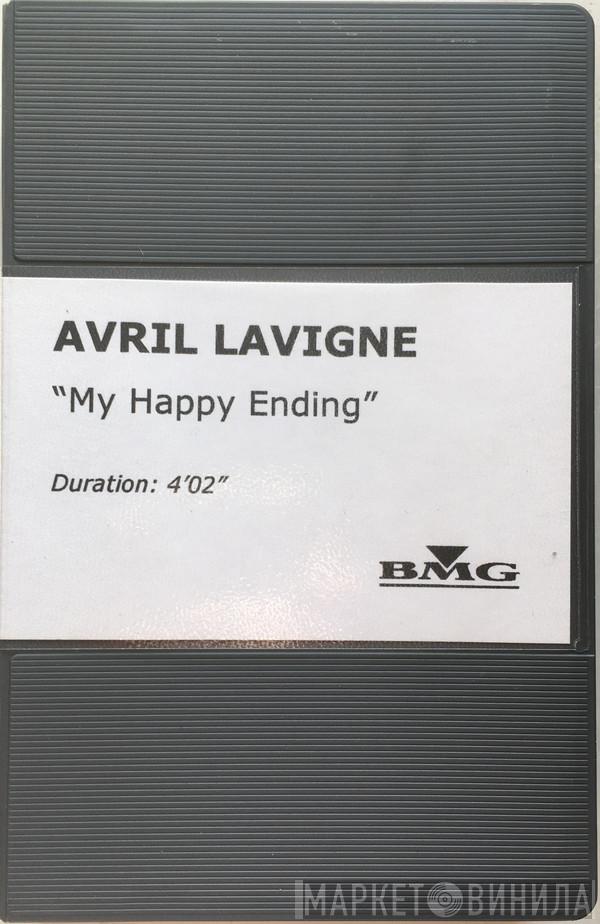 AVRIL LAVIGNE
“My Happy Ending”
Duration: 4’02”
BMG
МАРКЕТ ВИНИЛА